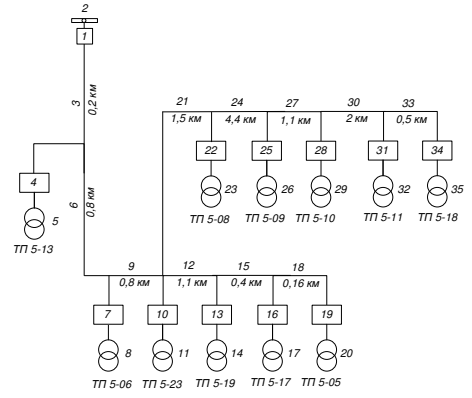 2
1
3
0,2 км
21
24
27
30
33
1,5 км
4,4 км
1,1 км
2 км
0,5 км
22
25
28
31
34
4
6
0,8 км
23
26
29
32
35
5
ТП 5-08
ТП 5-09
ТП 5-10
ТП 5-11
ТП 5-18
ТП 5-13
9
12
15
18
0,8 км
1,1 км
0,4 км
0,16 км
7
10
13
16
19
8
11
14
17
20
ТП 5-06
ТП 5-23
ТП 5-19
ТП 5-17
ТП 5-05